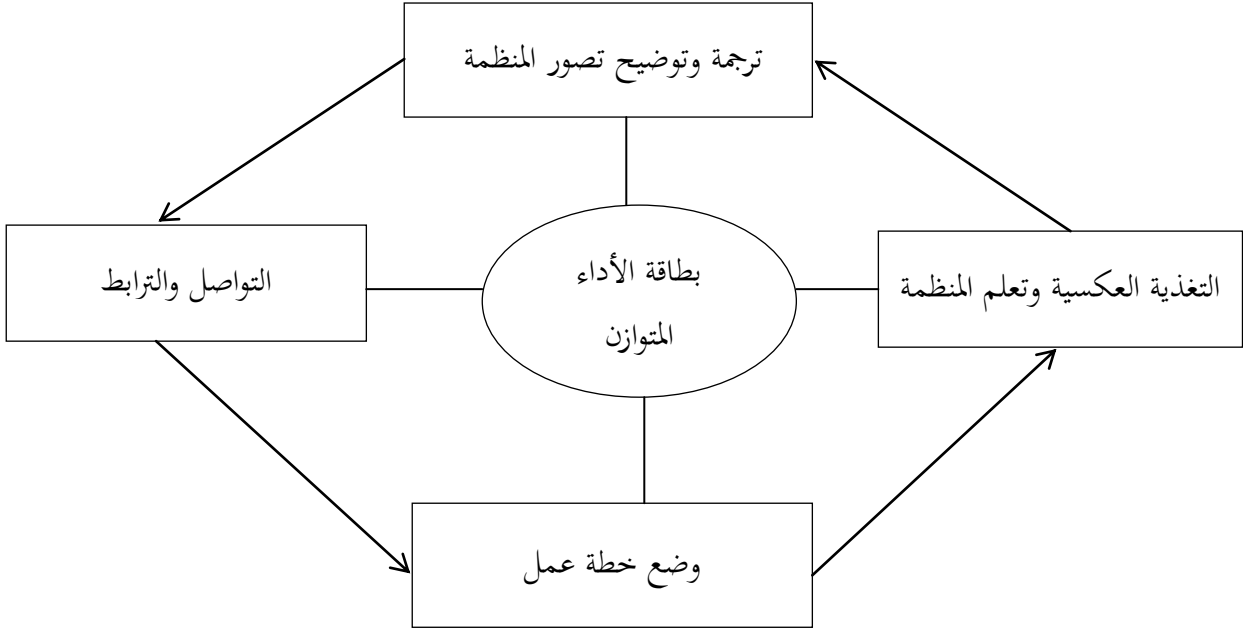 ترجمة وتوضيح تصور المنظمة
التغذية العكسية وتعلم المنظمة
بطاقة الأداء
المتوازن
التواصل والترابط
وضع خطة عمل